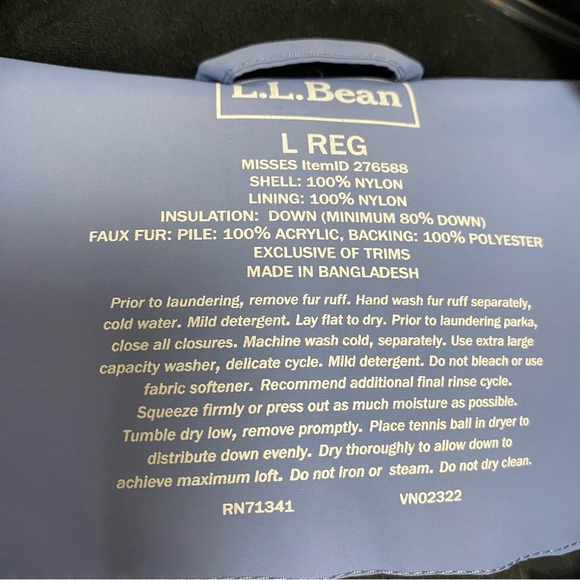 L.L.Bean
L REG
MISSES ItemID 276588
SHELL: 100% NYLON
LINING: 100% NYLON
INSULATION: DOWN (MINIMUM 80% DOWN)
FAUX FUR: PILE: 100% ACRYLIC, BACKING: 100% POLYESTER
EXCLUSIVE OF TRIMS
MADE IN BANGLADESH
Prior to laundering, remove fur ruff. Hand wash fur ruff separately,
cold water. Mild detergent. Lay flat to dry. Prior to laundering parka,
close all closures. Machine wash cold, separately. Use extra large
capacity washer, delicate cycle. Mild detergent. Do not bleach or use
fabric softener. Recommend additional final rinse cycle.
Squeeze firmly or press out as much moisture as possible.
Tumble dry low, remove promptly. Place tennis ball in dryer to
distribute down evenly. Dry thoroughly to allow down to
achieve maximum loft. Do not iron or steam. Do not dry clean.
RN71341 VN02322